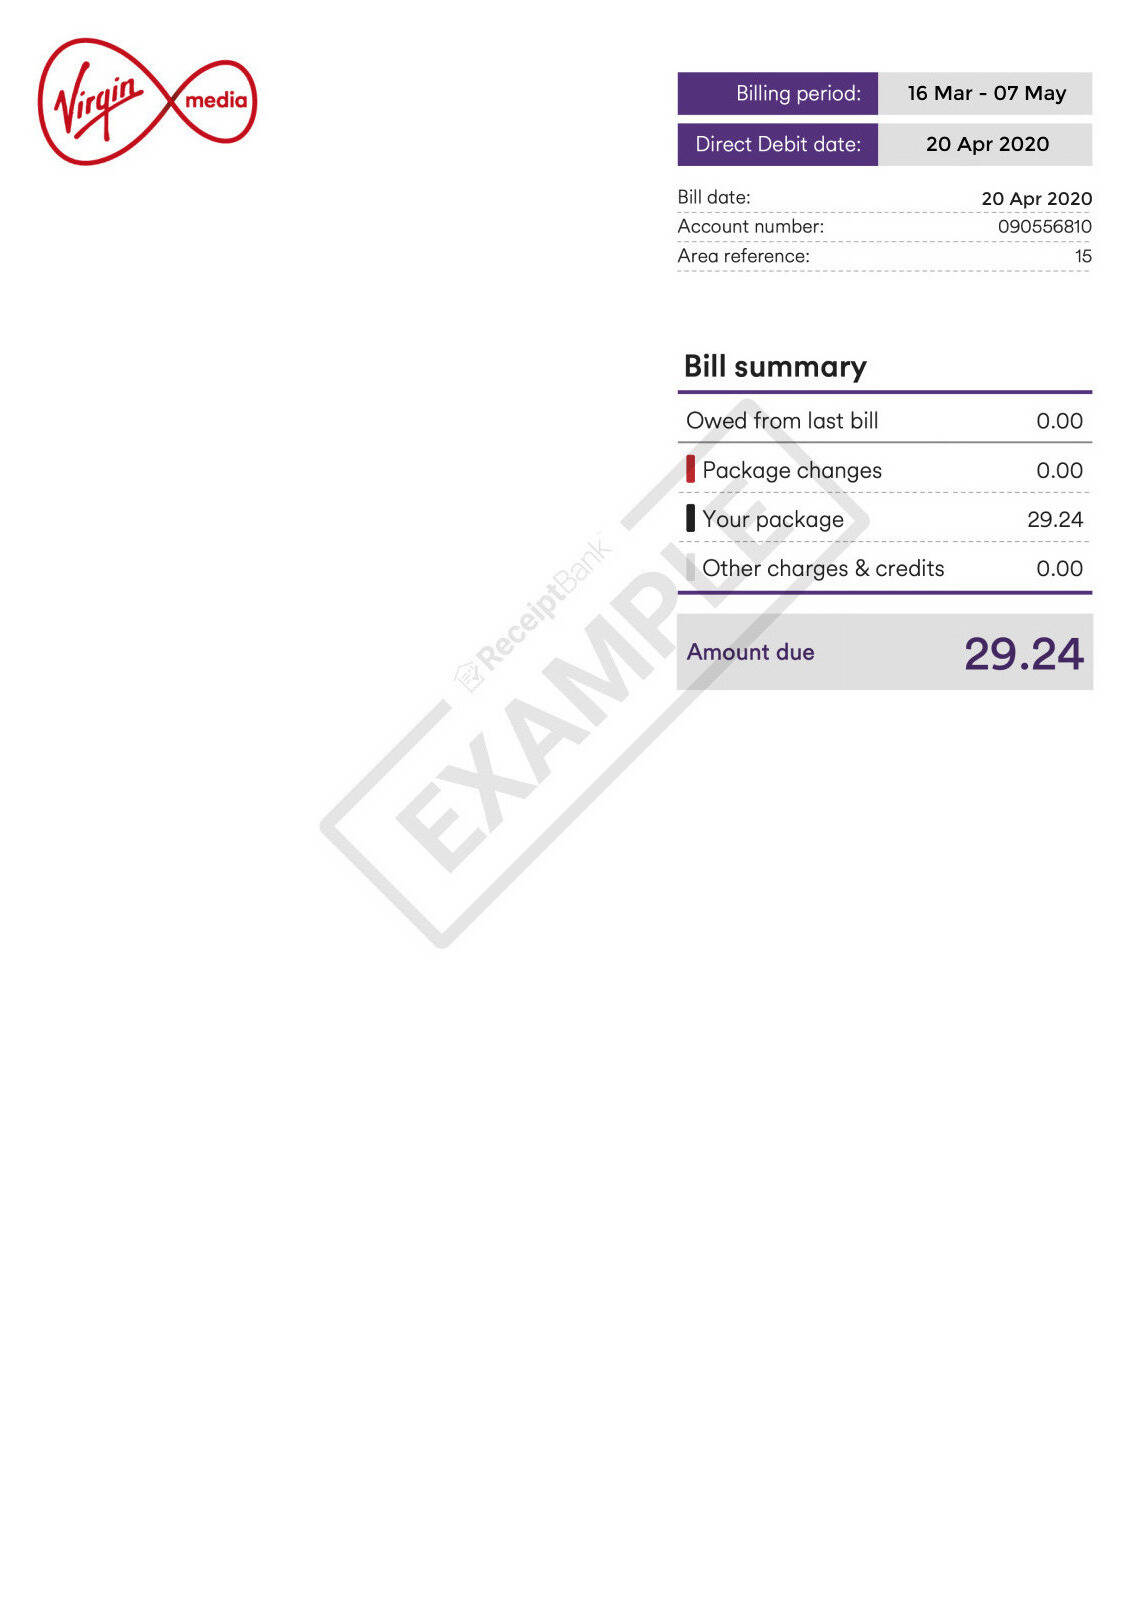 Virgin media
Billing period: 16 Mar - 07 May
Direct Debit date: 20 Apr 2020
Bill date: 20 Apr 2020
Account number: 090556810
Area reference: 15
Bill summary
Owed from last bill 0.00
Package changes 0.00
Your package 29.24
Other charges & credits 0.00
Amount due 29.24
ReceiptBank
EXAMPLE